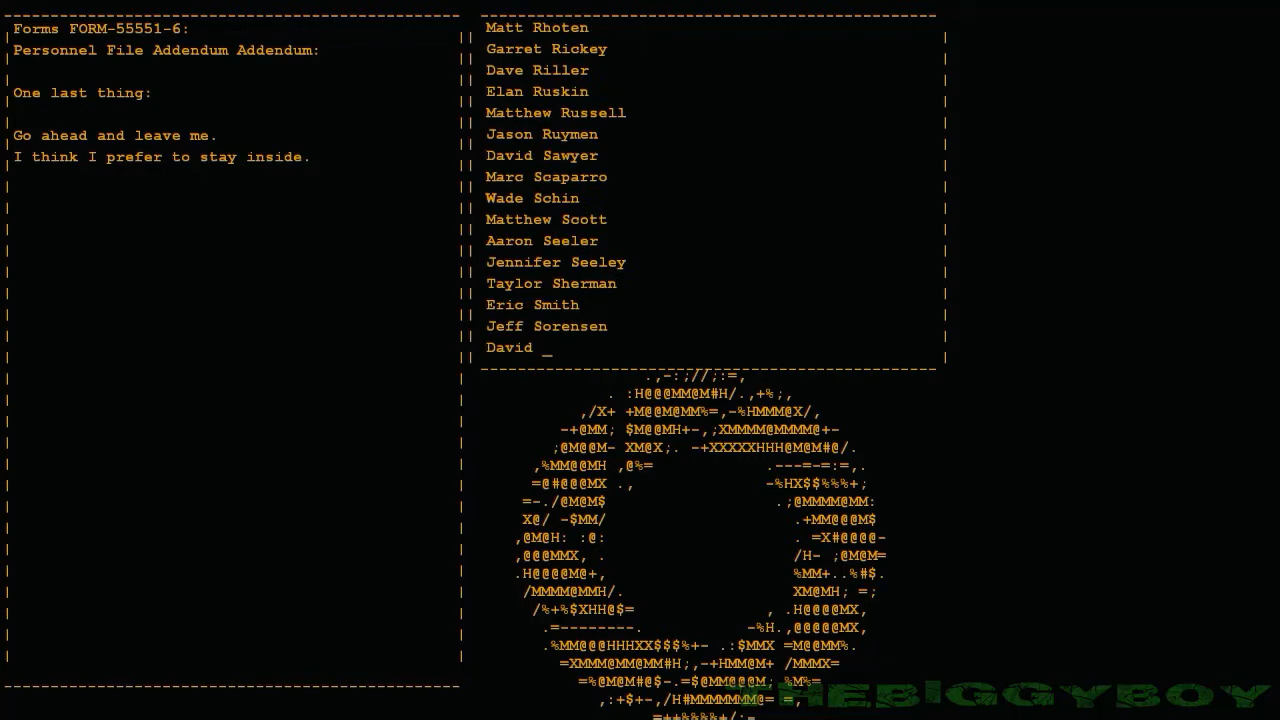 Forms FORM-55551-6:
Personnel File Addendum Addendum:
One last thing:
Go ahead and leave me.
I think I prefer to stay inside.
Matt Rhoten
Garret Rickey
Dave Riller
Elan Ruskin
Matthew Russell
Jason Ruymen
David Sawyer
Marc Scaparro
Wade Schin
Matthew Scott
Aaron Seeler
Jennifer Seeley
Taylor Sherman
Eric Smith
Jeff Sorensen
David _
THEBIGGYBOY